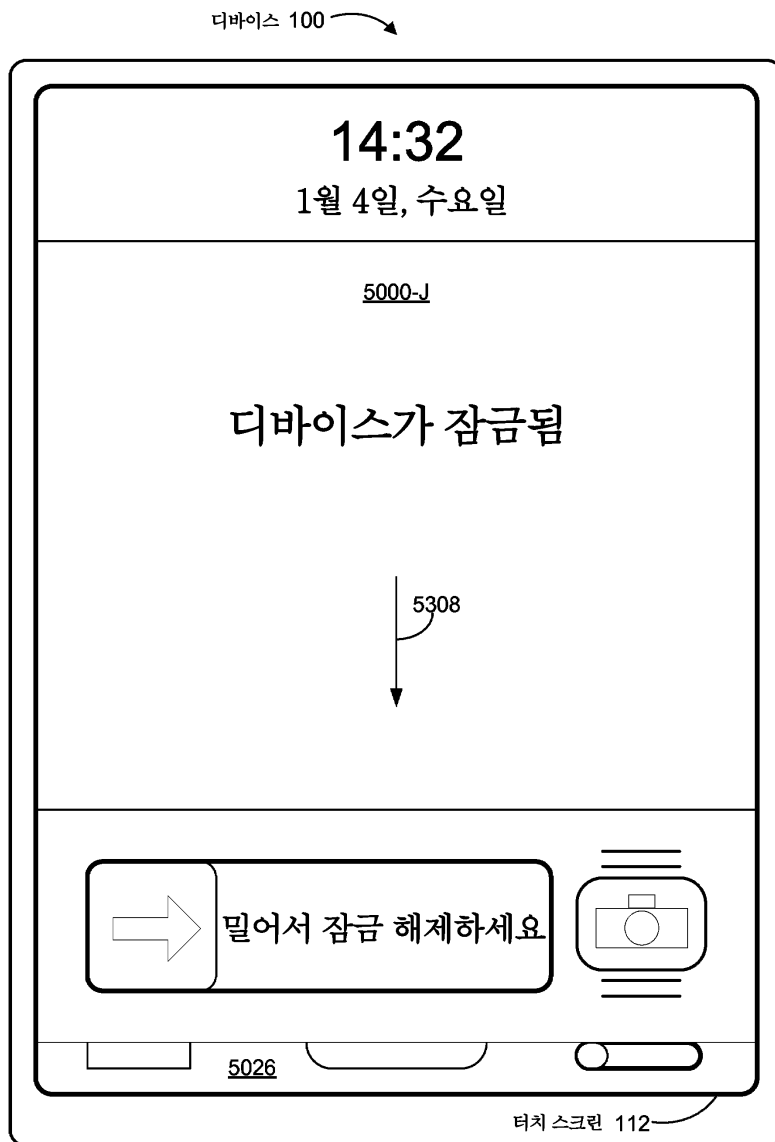 디바이스 100
14:32
1월 4일, 수요일
5000-J
디바이스가 잠금됨
5308
밀어서 잠금 해제하세요
5026
터치 스크린 112